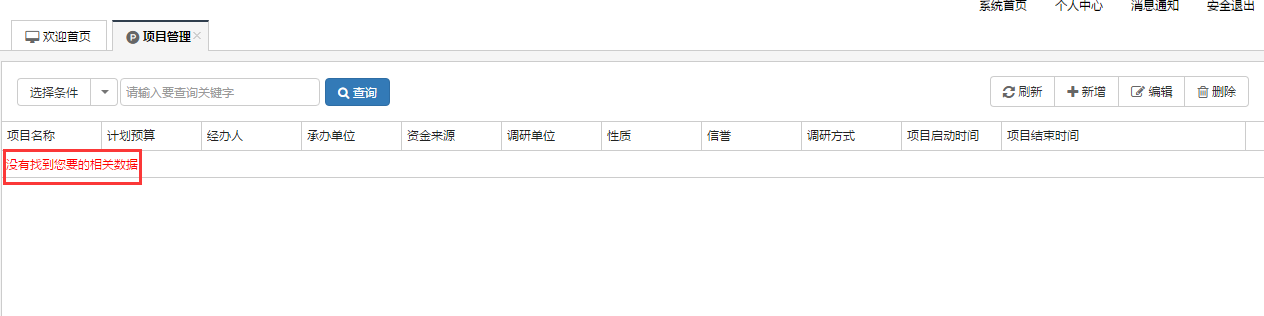 系统首页 个人中心 消息通知 安全退出
欢迎首页 项目管理
选择条件 请输入要查询关键字 查询 刷新 新增 编辑 删除
项目名称 计划预算 经办人 承办单位 资金来源 调研单位 性质 信誉 调研方式 项目启动时间 项目结束时间
没有找到您要的相关数据